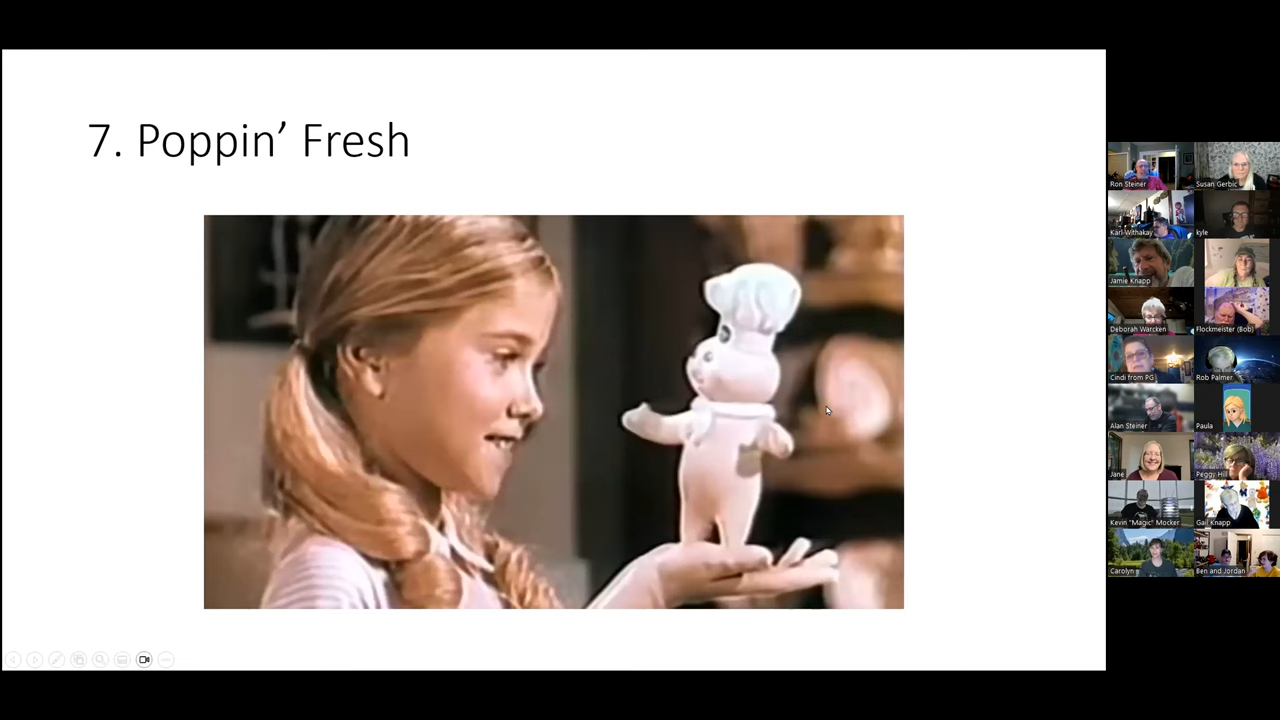 7. Poppin’ Fresh
Ron Steiner
Susan Gerbic
Karl Withakay
kyle
Jamie Knapp
Deborah Warcken
Flockmeister (Bob)
Cindi from PG
Rob Palmer
Alan Steiner
Paula
Jane
Peggy Hill
Kevin "Magic" Mocker
Gail Knapp
Carolyn
Ben and Jordan